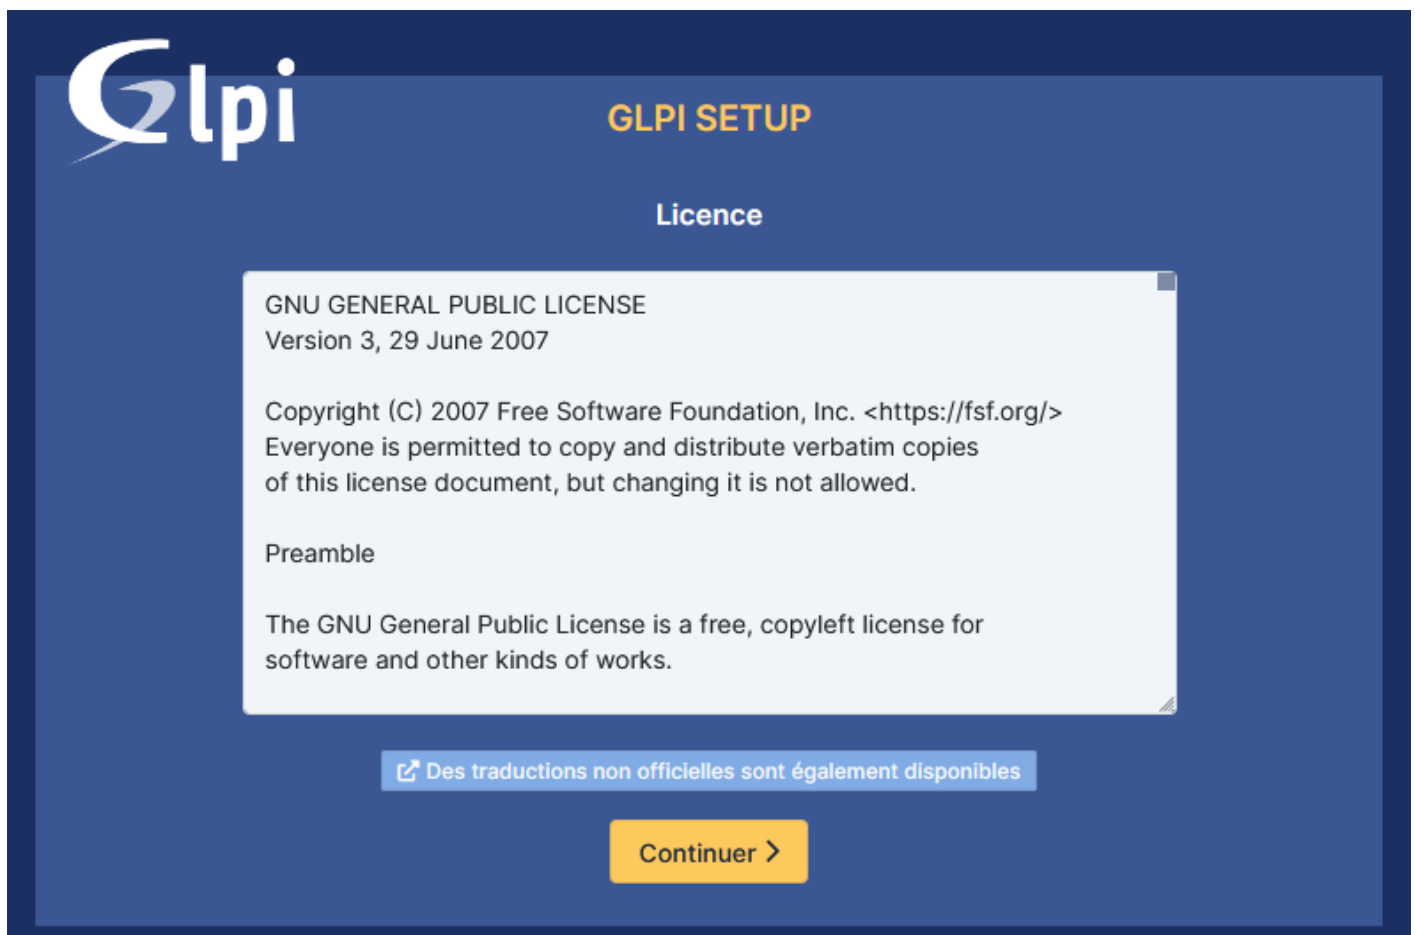 Glpi
GLPI SETUP
Licence
GNU GENERAL PUBLIC LICENSE
Version 3, 29 June 2007
Copyright (C) 2007 Free Software Foundation, Inc. <https://fsf.org/>
Everyone is permitted to copy and distribute verbatim copies
of this license document, but changing it is not allowed.
Preamble
The GNU General Public License is a free, copyleft license for
software and other kinds of works.
Des traductions non officielles sont également disponibles
Continuer